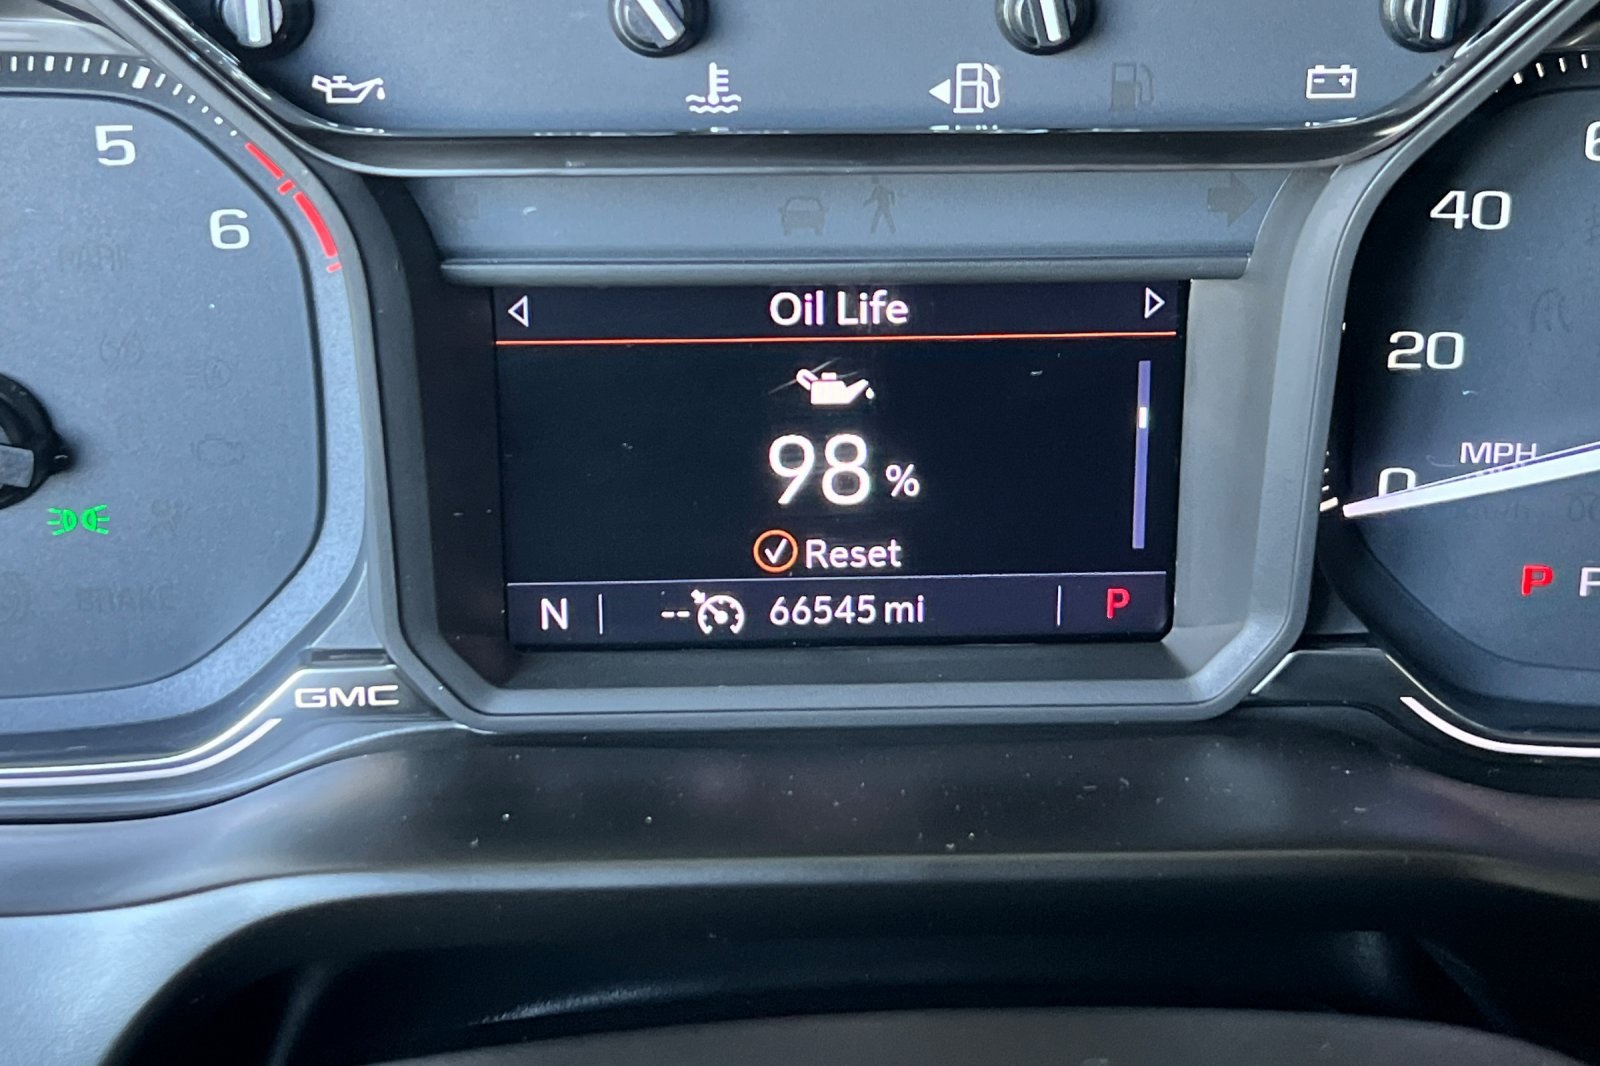 5
6
40
20
MPH
0
Oil Life
98 %
Reset
N
-- 66545 mi
P
P
GMC